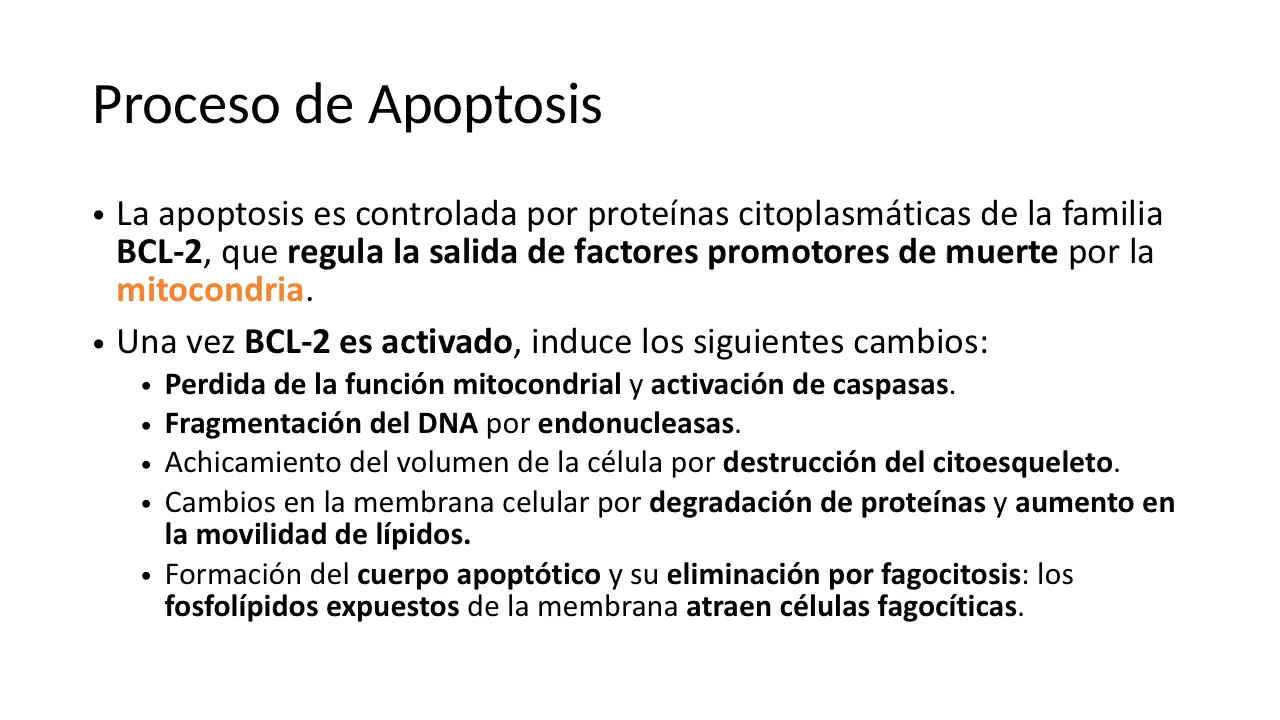 Proceso de Apoptosis
• La apoptosis es controlada por proteínas citoplasmáticas de la familia
BCL-2, que regula la salida de factores promotores de muerte por la
mitocondria.
• Una vez BCL-2 es activado, induce los siguientes cambios:
• Perdida de la función mitocondrial y activación de caspasas.
• Fragmentación del DNA por endonucleasas.
• Achicamiento del volumen de la célula por destrucción del citoesqueleto.
• Cambios en la membrana celular por degradación de proteínas y aumento en
la movilidad de lípidos.
• Formación del cuerpo apoptótico y su eliminación por fagocitosis: los
fosfolípidos expuestos de la membrana atraen células fagocíticas.